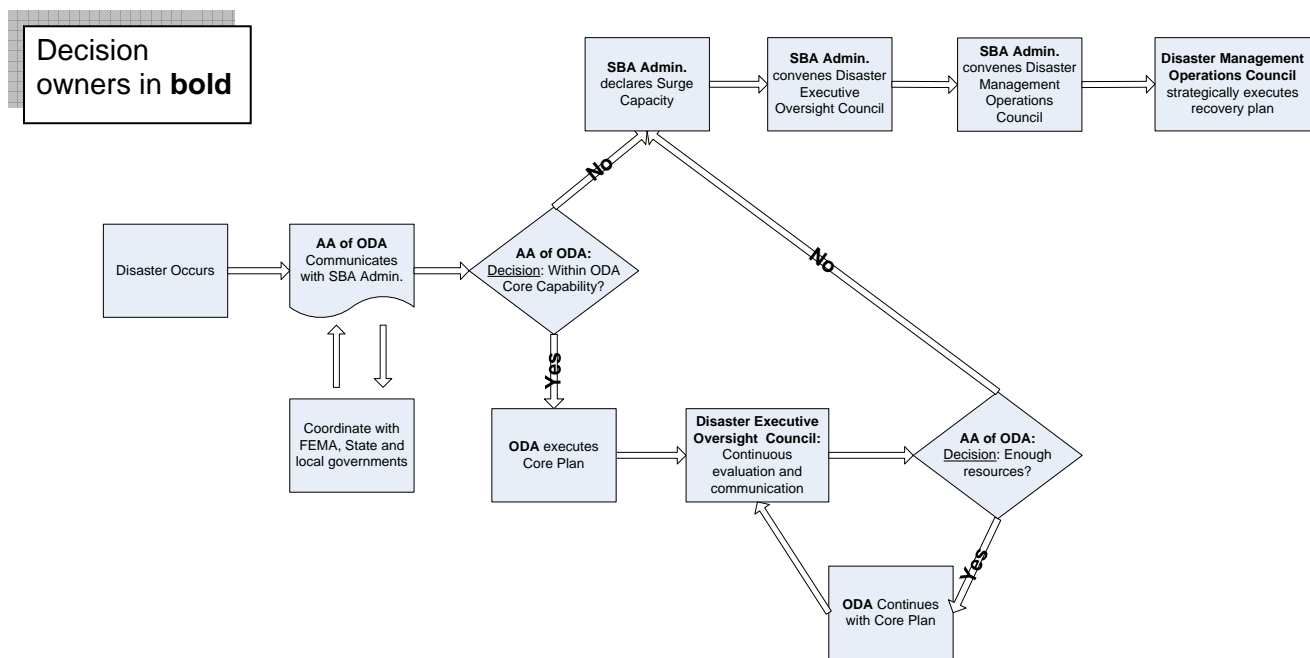 Decision
owners in bold
SBA Admin.
declares Surge
Capacity
SBA Admin.
convenes Disaster
Executive
Oversight Council
SBA Admin.
convenes Disaster
Management
Operations
Council
Disaster Management
Operations Council
strategically executes
recovery plan
No
No
Disaster Occurs
AA of ODA
Communicates
with SBA Admin.
AA of ODA:
Decision: Within ODA
Core Capability?
Yes
Coordinate with
FEMA, State and
local governments
ODA executes
Core Plan
Disaster Executive
Oversight Council:
Continuous
evaluation and
communication
AA of ODA:
Decision: Enough
resources?
Yes
ODA Continues
with Core Plan